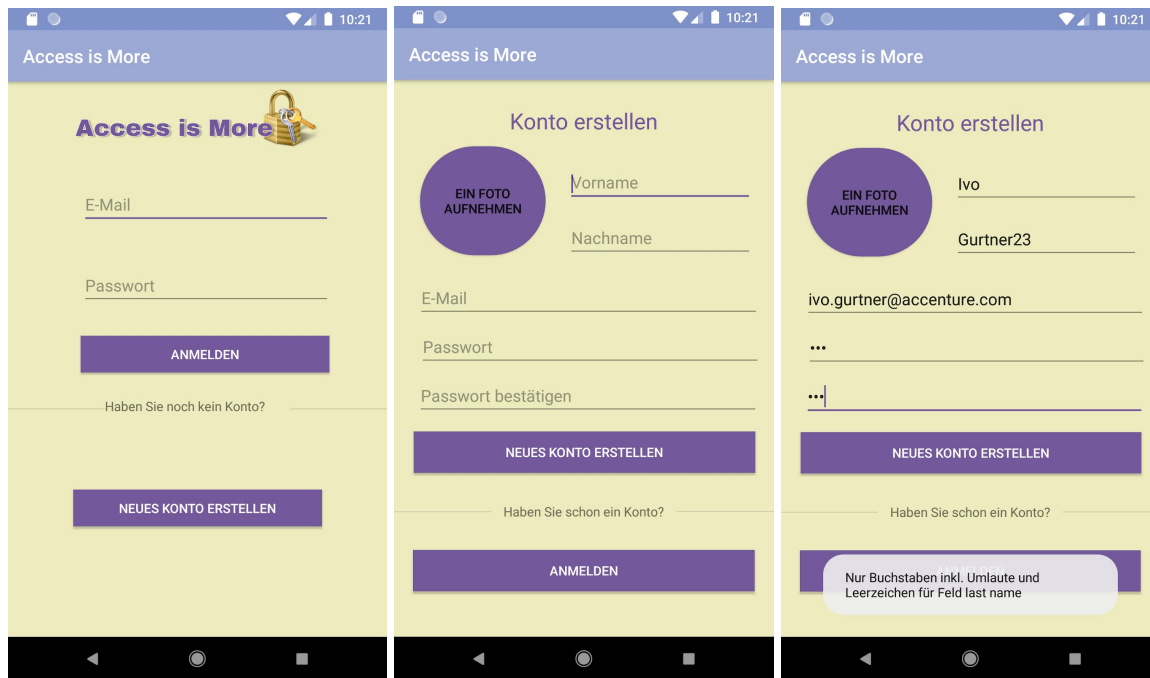 10:21
Access is More
Access is More
E-Mail
Passwort
ANMELDEN
Haben Sie noch kein Konto?
NEUES KONTO ERSTELLEN
10:21
Access is More
Konto erstellen
EIN FOTO
AUFNEHMEN
Vorname
Nachname
E-Mail
Passwort
Passwort bestätigen
NEUES KONTO ERSTELLEN
Haben Sie schon ein Konto?
ANMELDEN
10:21
Access is More
Konto erstellen
EIN FOTO
AUFNEHMEN
Ivo
Gurtner23
ivo.gurtner@accenture.com
•••
•••
NEUES KONTO ERSTELLEN
Haben Sie schon ein Konto?
ANMELDEN
Nur Buchstaben inkl. Umlaute und
Leerzeichen für Feld last name